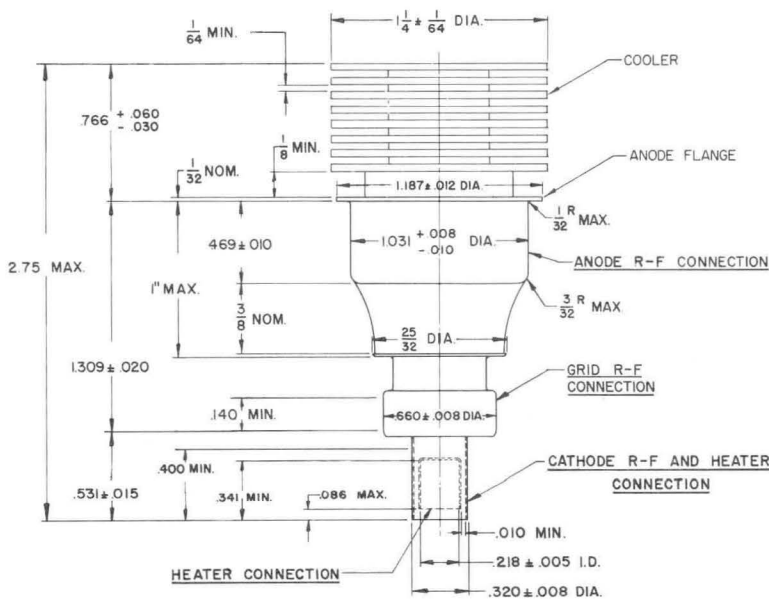 1/64 MIN.
1 1/4 ± 1/64 DIA.
COOLER
.766 + .060 - .030
1/8 MIN.
ANODE FLANGE
1/32 NOM.
1.187 ± .012 DIA.
1/32 R MAX.
.469 ± .010
1.031 + .008 - .010 DIA.
ANODE R-F CONNECTION
2.75 MAX.
1" MAX.
3/32 R MAX
3/8 NOM.
25/32 DIA.
1.309 ± .020
GRID R-F
CONNECTION
.140 MIN.
.660 ± .008 DIA.
.400 MIN.
CATHODE R-F AND HEATER
CONNECTION
.531 ± .015
.341 MIN.
.086 MAX.
.010 MIN.
.218 ± .005 I.D.
HEATER CONNECTION
.320 ± .008 DIA.